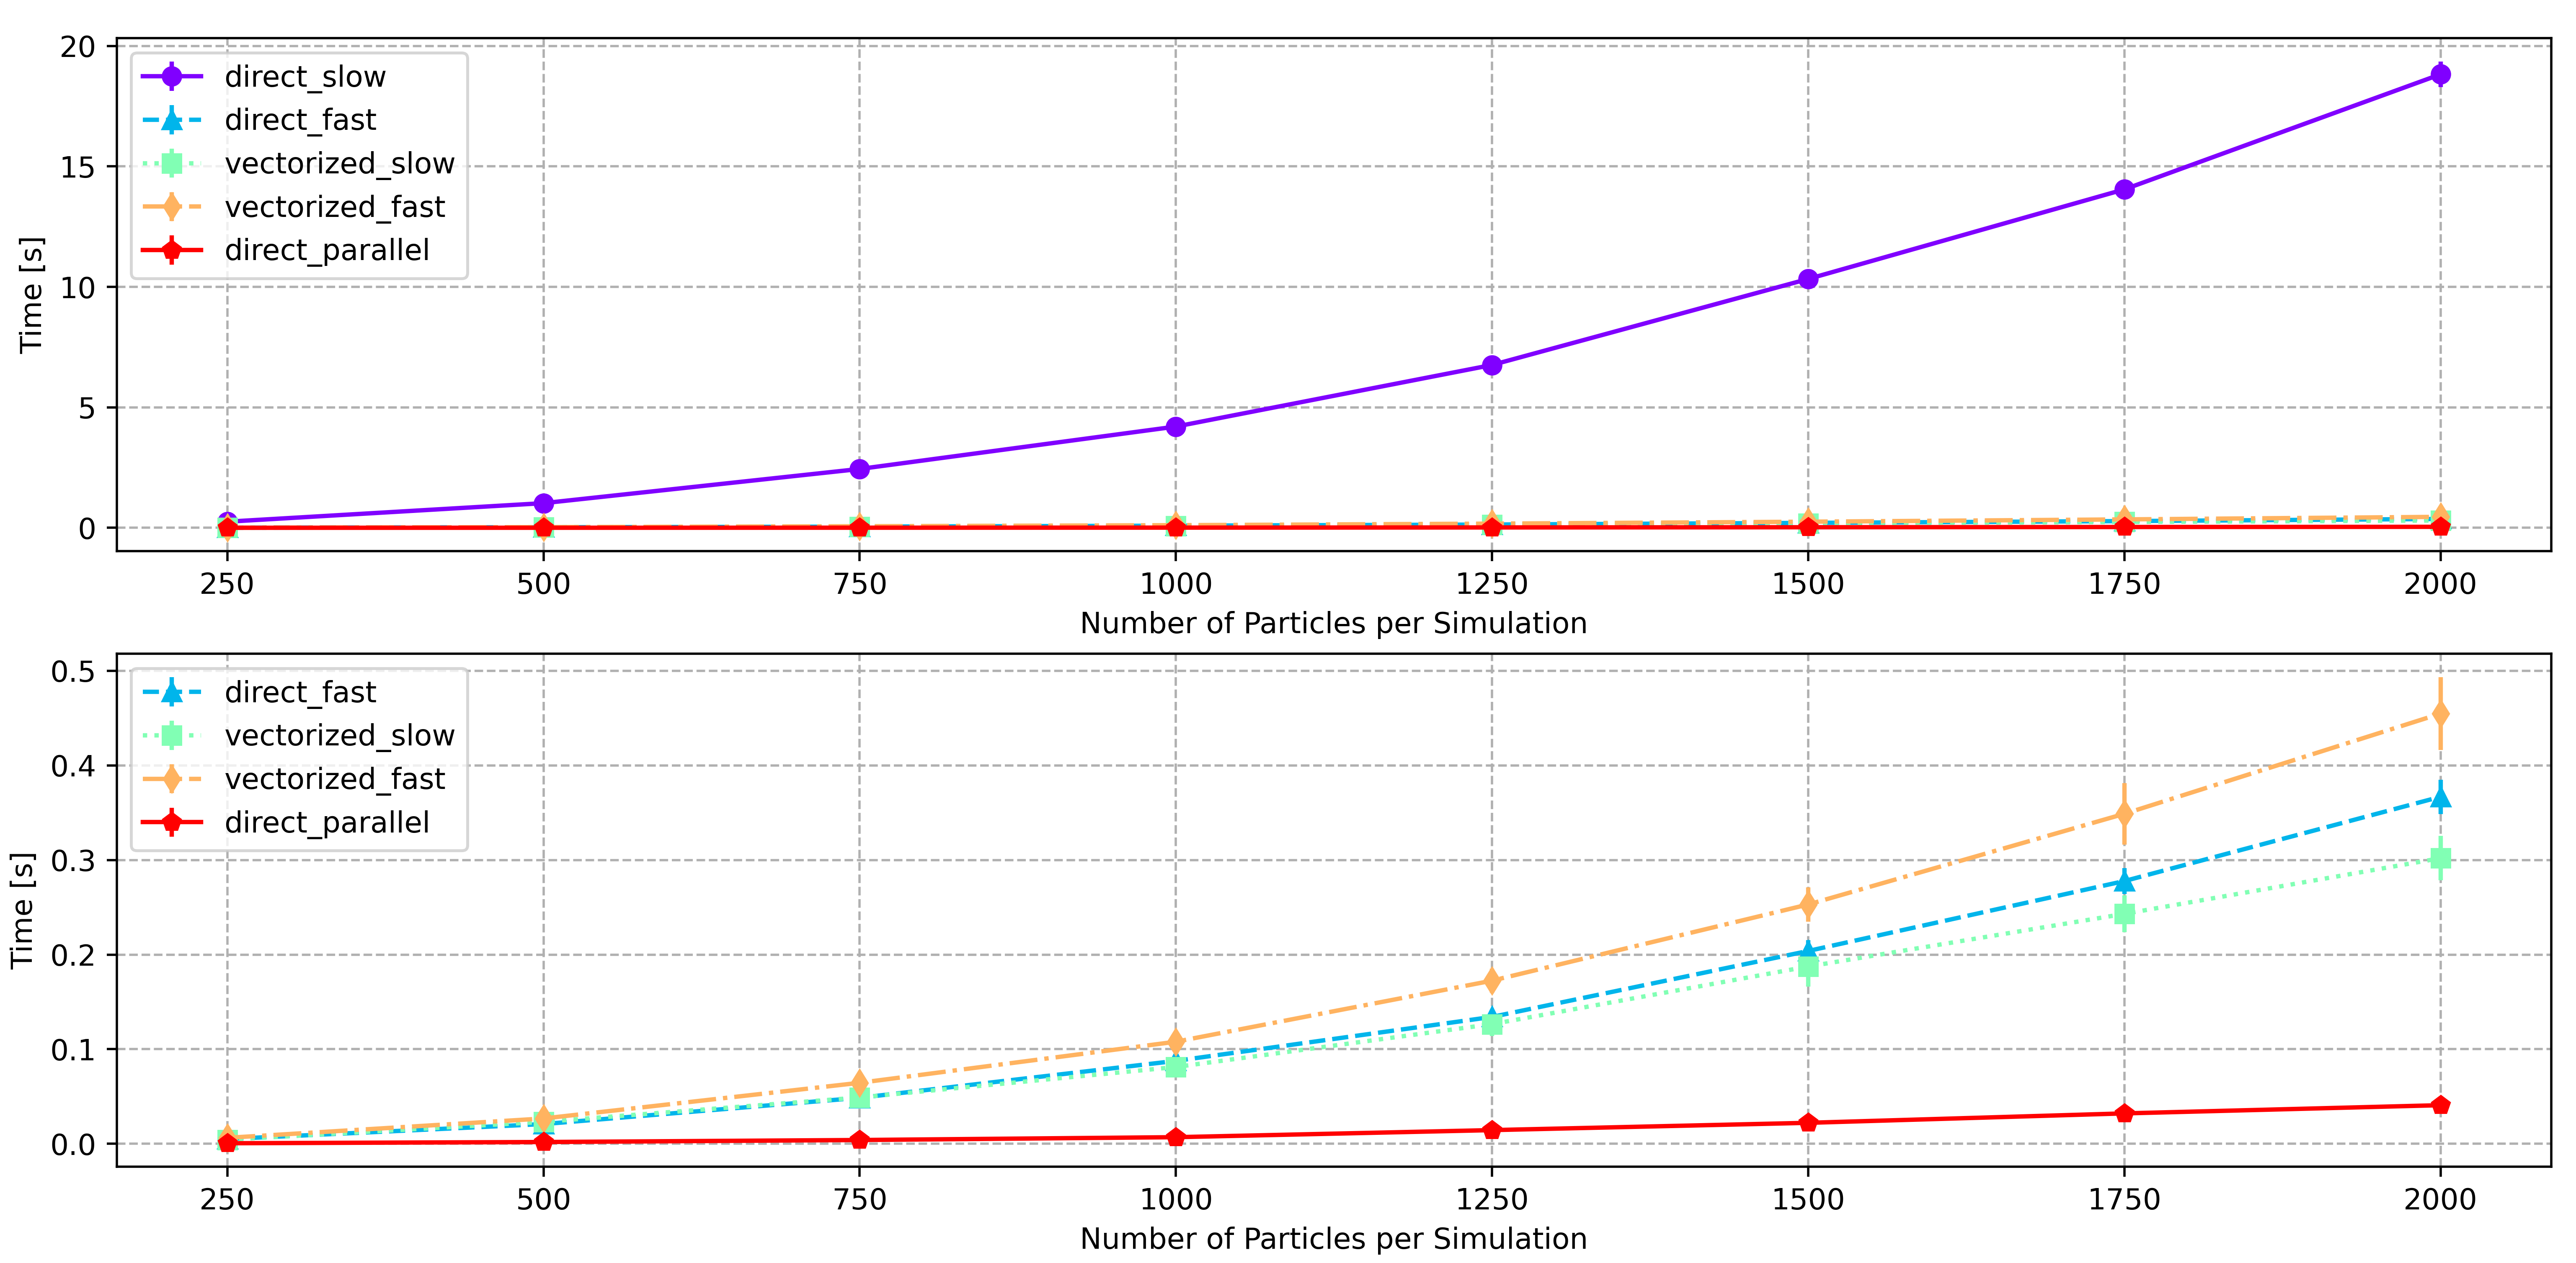 20
15
10
5
0
Time [s]
direct_slow
direct_fast
vectorized_slow
vectorized_fast
direct_parallel
250 500 750 1000 1250 1500 1750 2000
Number of Particles per Simulation
0.5
0.4
0.3
0.2
0.1
0.0
Time [s]
direct_fast
vectorized_slow
vectorized_fast
direct_parallel
250 500 750 1000 1250 1500 1750 2000
Number of Particles per Simulation